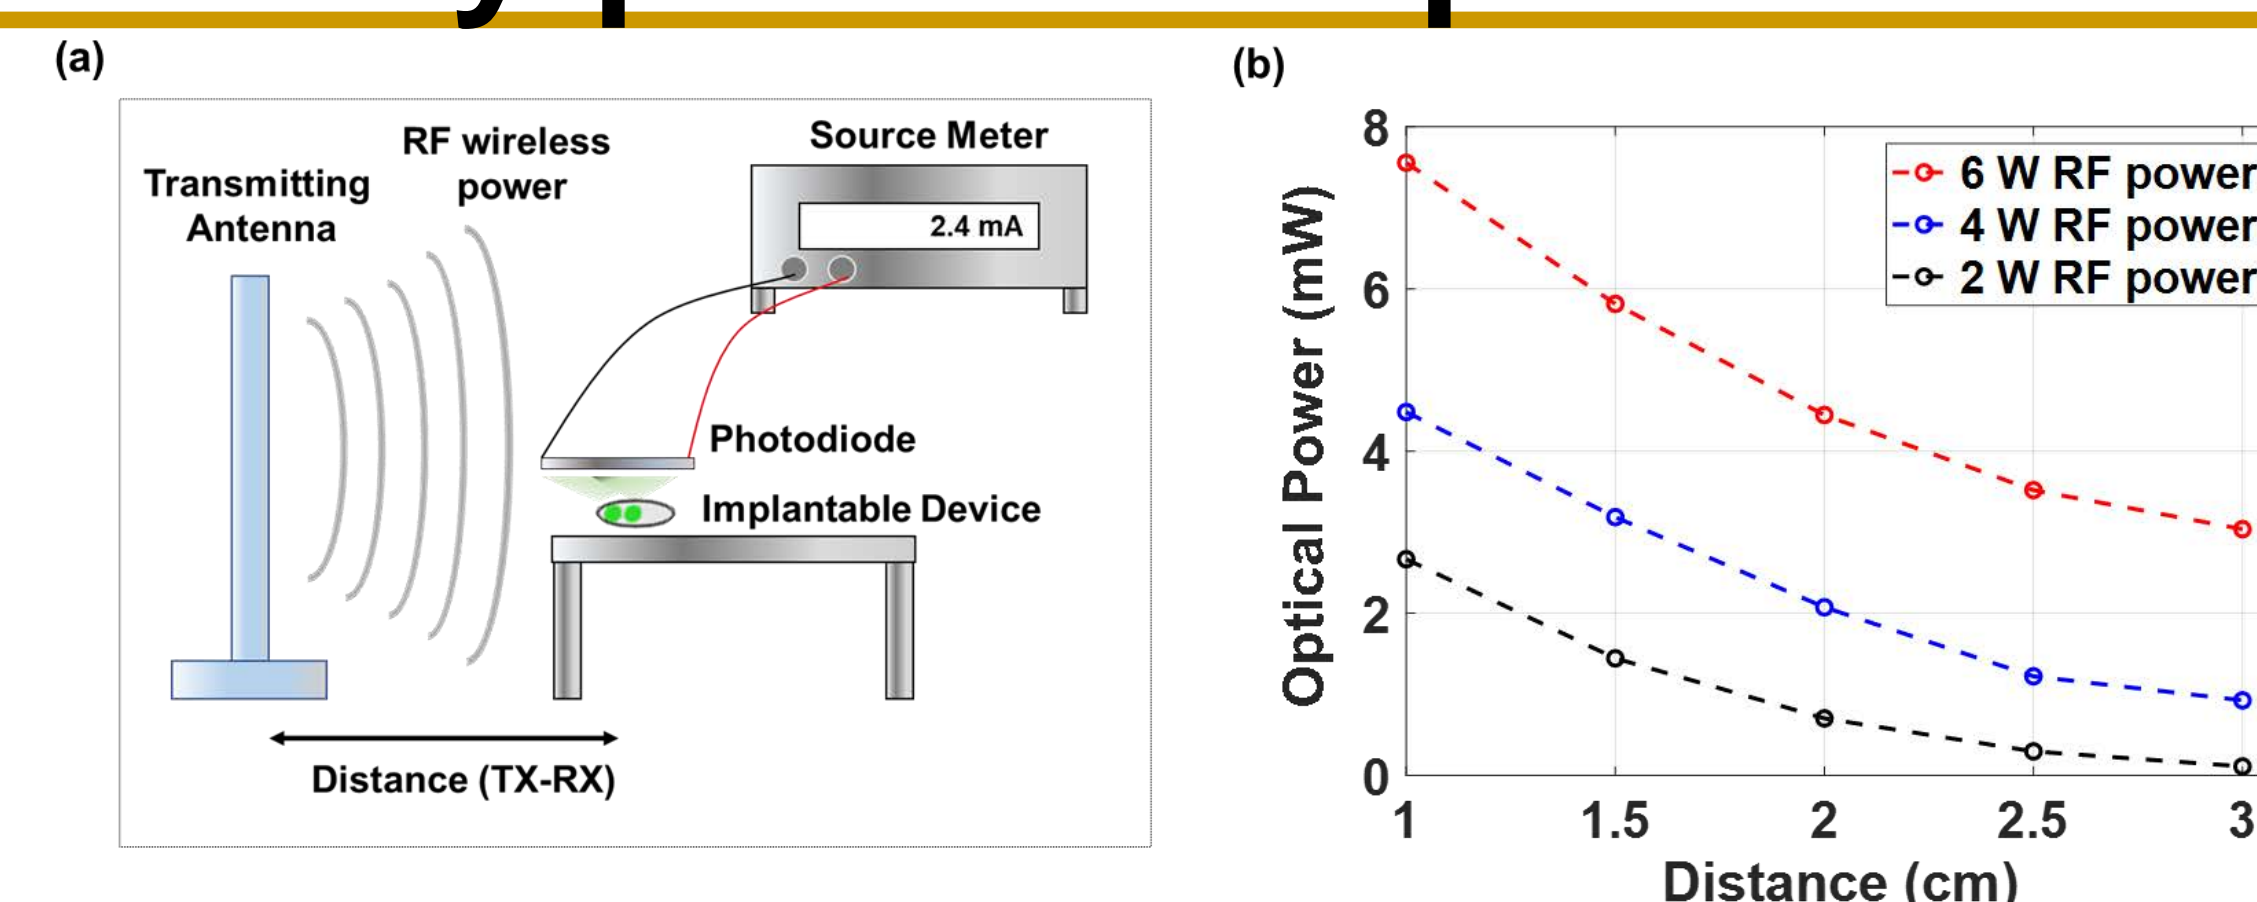 (a)
RF wireless
power
Transmitting
Antenna
Source Meter
2.4 mA
Photodiode
Implantable Device
Distance (TX-RX)
(b)
8
6
4
2
0
Optical Power (mW)
6 W RF power
4 W RF power
2 W RF power
1 1.5 2 2.5 3
Distance (cm)